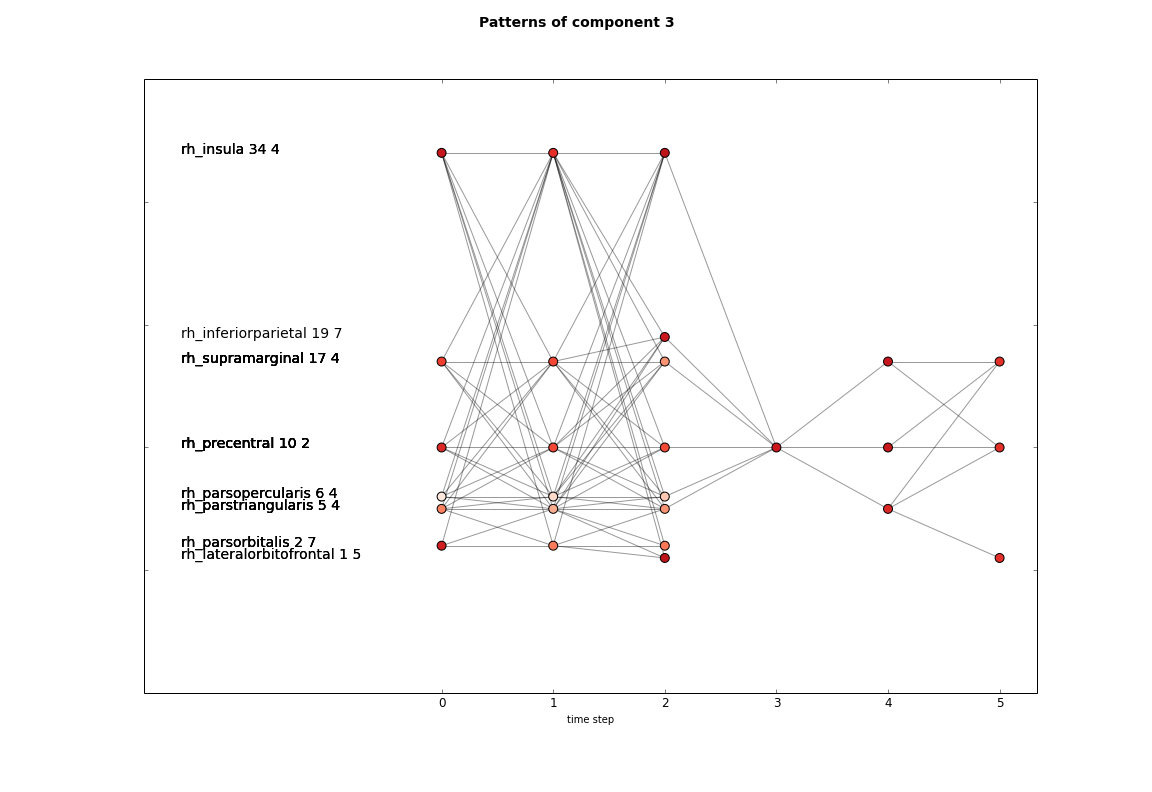 Patterns of component 3
rh_insula 34 4
rh_inferiorparietal 19 7
rh_supramarginal 17 4
rh_precentral 10 2
rh_parsopercularis 6 4
rh_parstriangularis 5 4
rh_parsorbitalis 2 7
rh_lateralorbitofrontal 1 5
0 1 2 3 4 5
time step